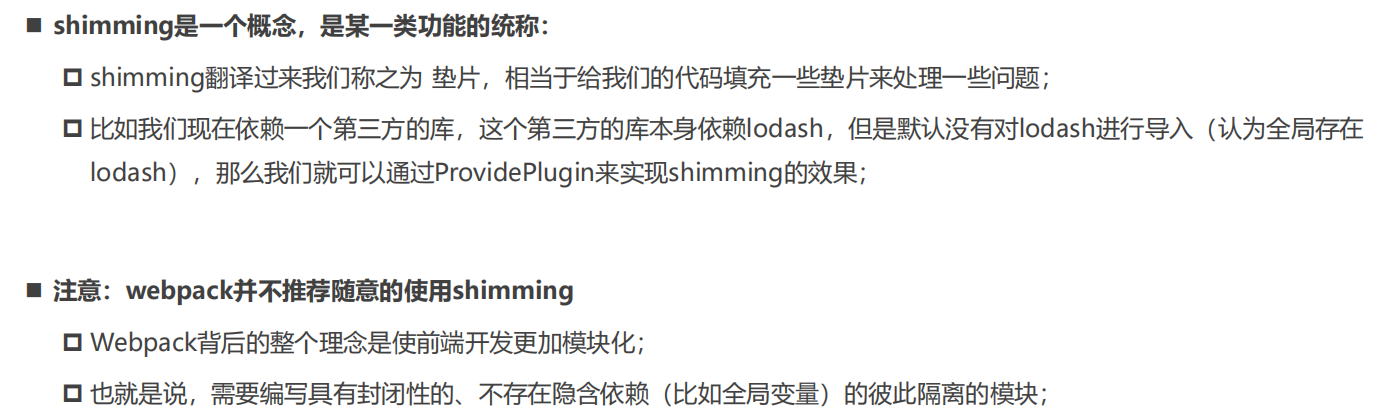 shimming是一个概念，是某一类功能的统称：
shimming翻译过来我们称之为 垫片，相当于给我们的代码填充一些垫片来处理一些问题；
比如我们现在依赖一个第三方的库，这个第三方的库本身依赖lodash，但是默认没有对lodash进行导入（认为全局存在
lodash），那么我们就可以通过ProvidePlugin来实现shimming的效果；
注意：webpack并不推荐随意的使用shimming
Webpack背后的整个理念是使前端开发更加模块化；
也就是说，需要编写具有封闭性的、不存在隐含依赖（比如全局变量）的彼此隔离的模块；